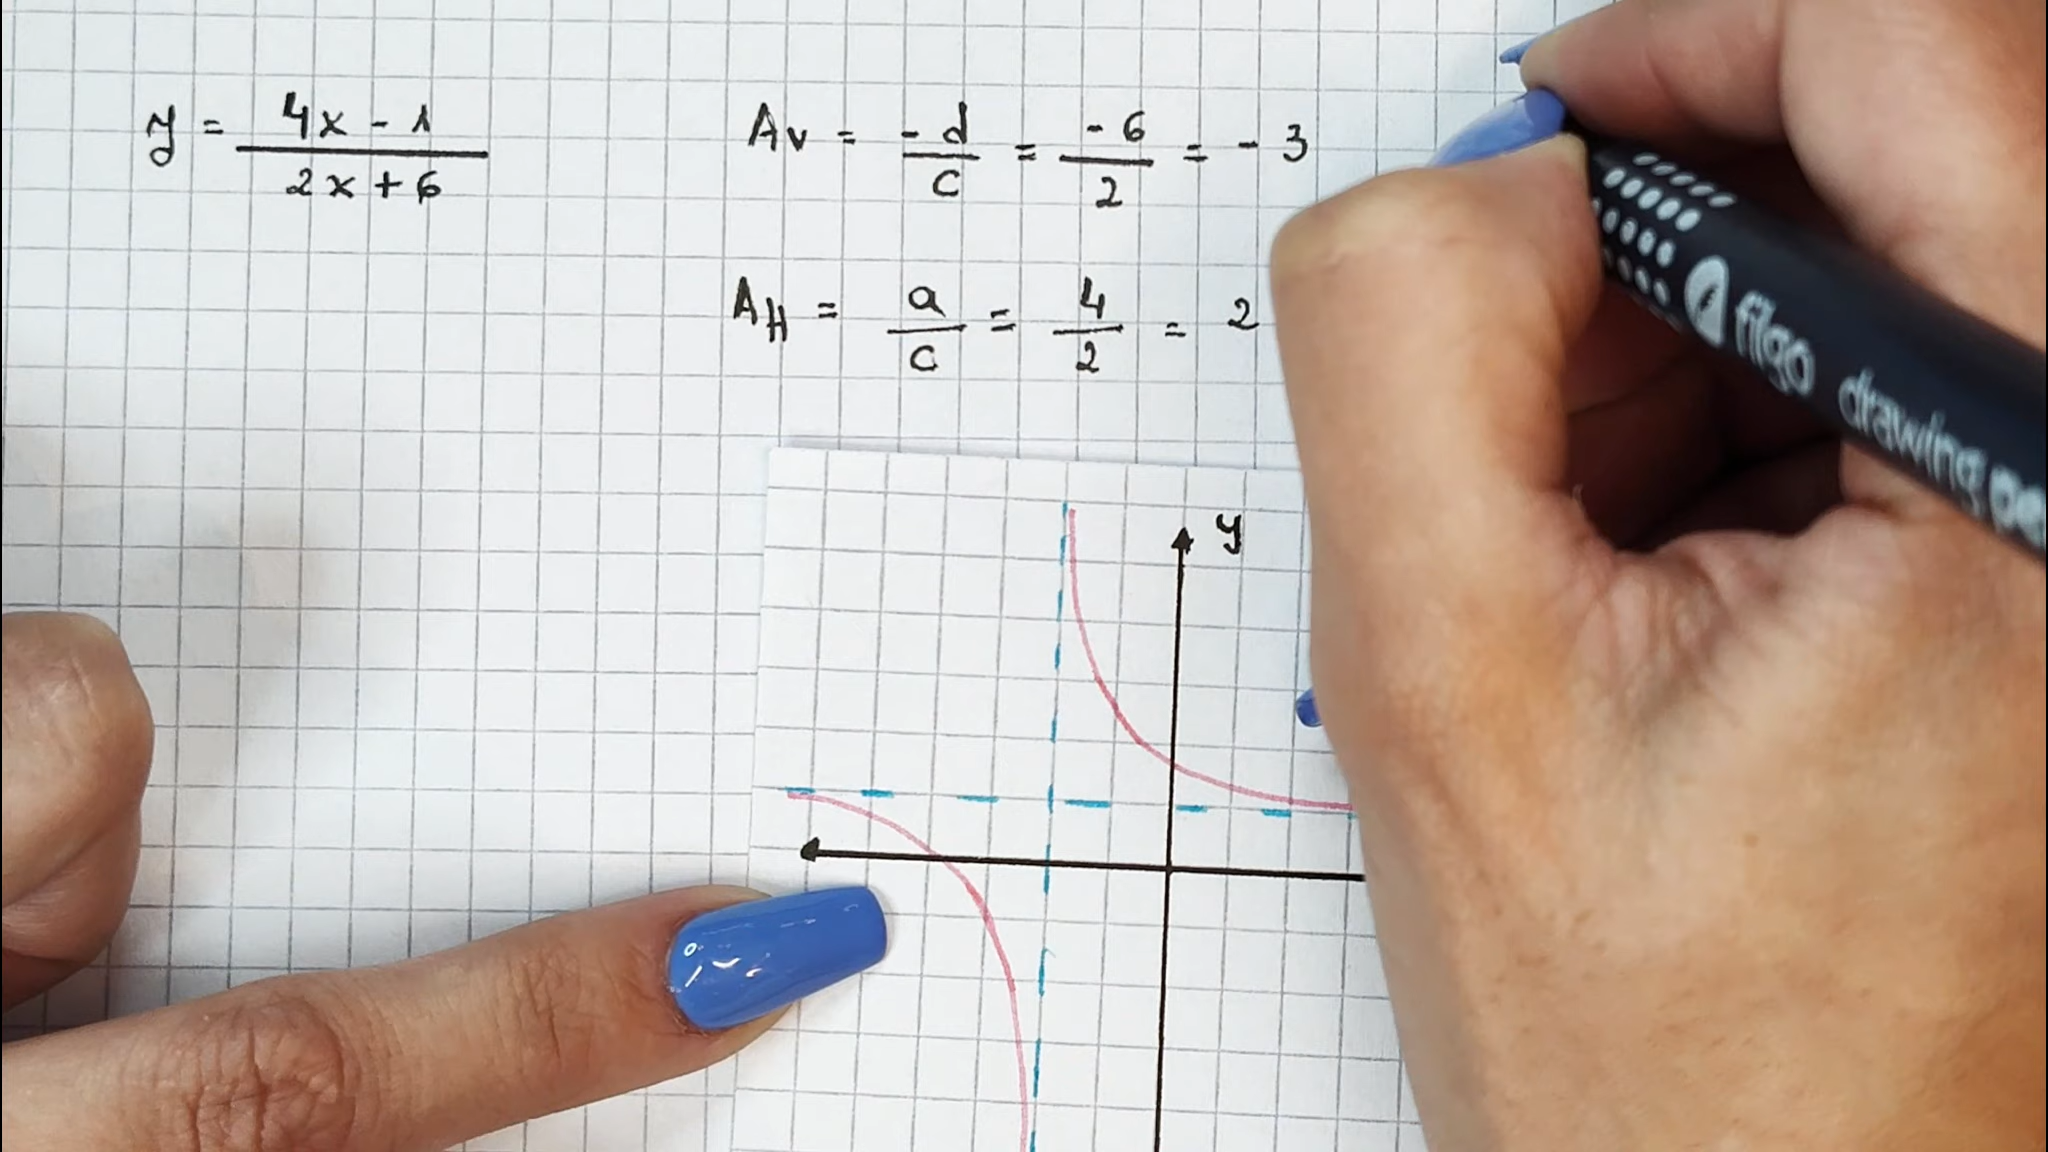 y = (4x - 1)/(2x + 6)
Av = -d/c = -6/2 = -3
AH = a/c = 4/2 = 2
y
filgo drawing pe